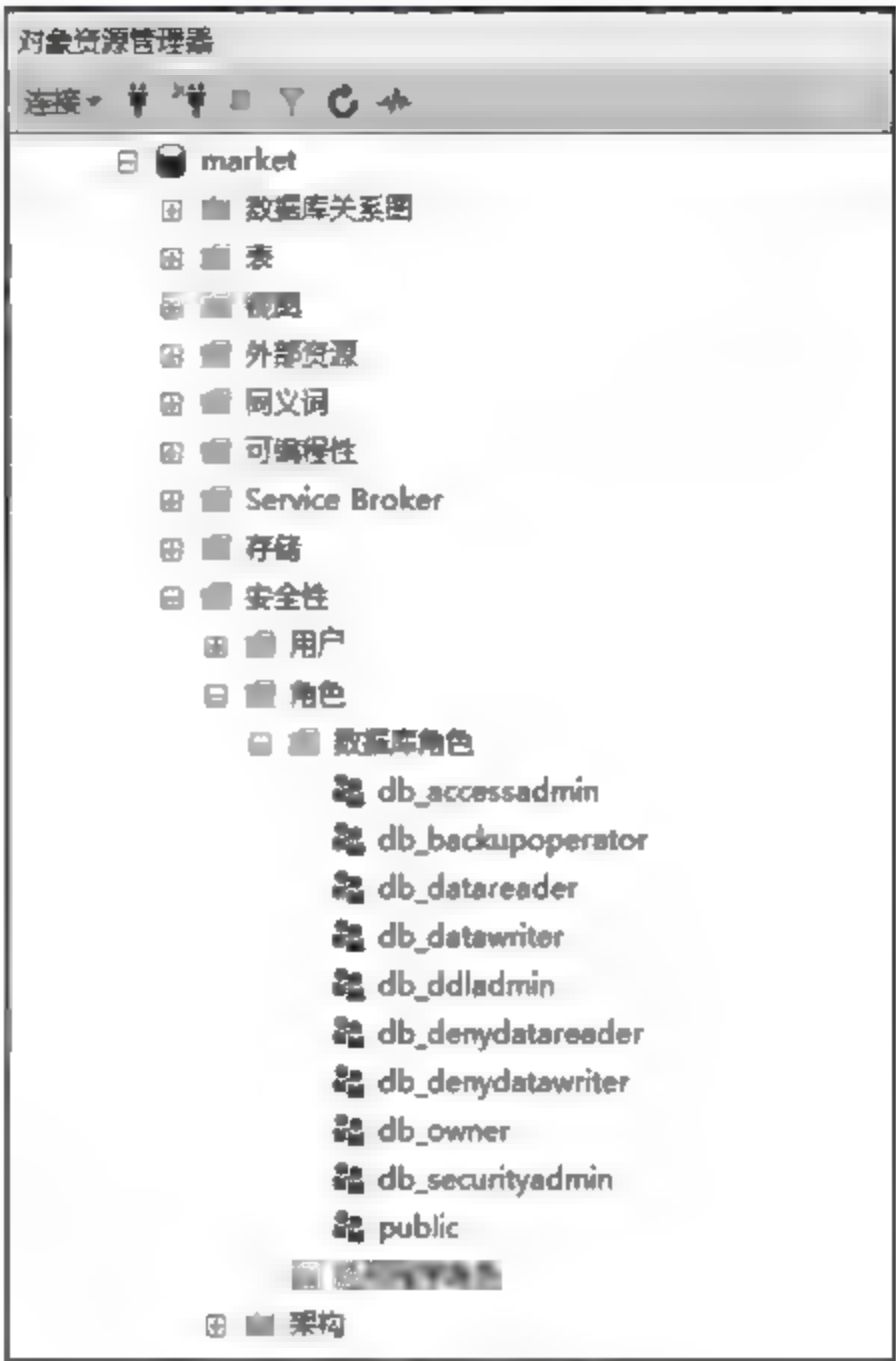 对象资源管理器
连接
market
数据库关系图
表
视图
外部资源
同义词
可编程性
Service Broker
存储
安全性
用户
角色
数据库角色
db_accessadmin
db_backupoperator
db_datareader
db_datawriter
db_ddladmin
db_denydatareader
db_denydatawriter
db_owner
db_securityadmin
public
架构